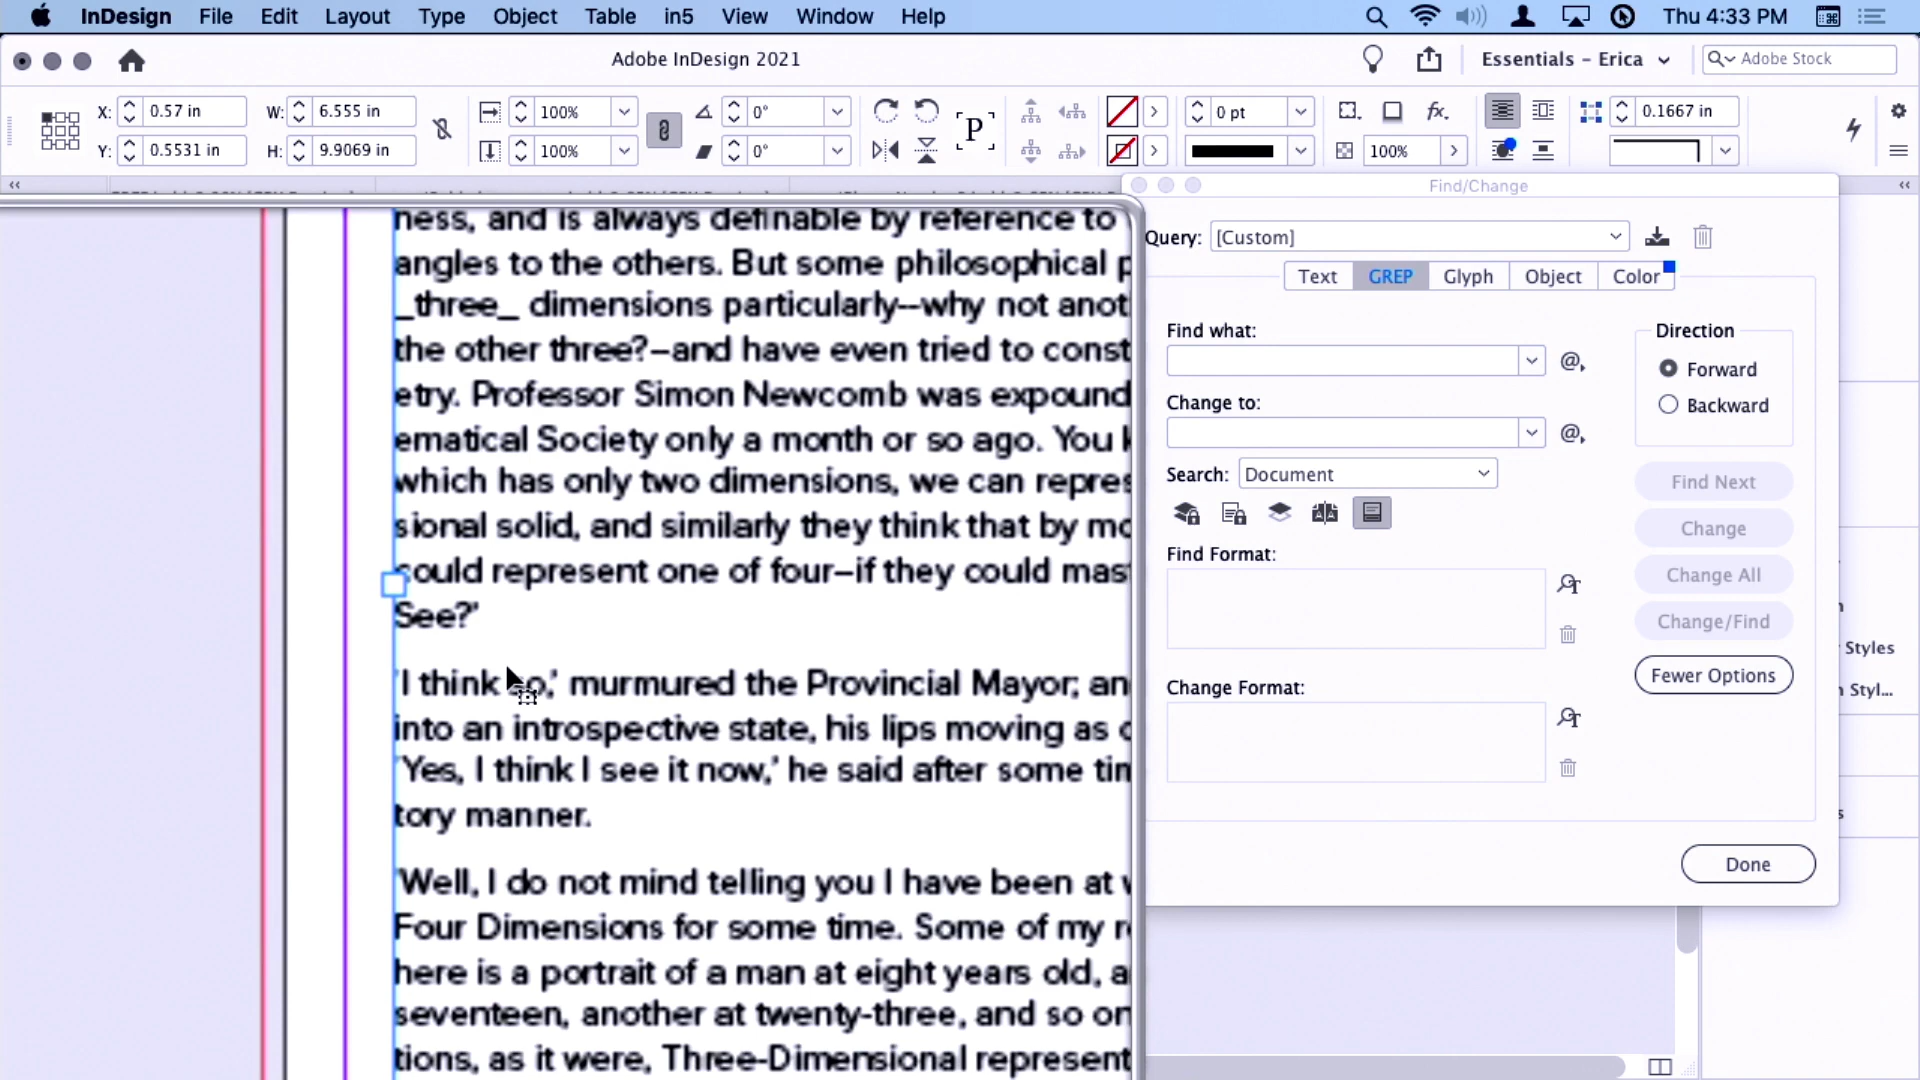 InDesign File Edit Layout Type Object Table in5 View Window Help Thu 4:33 PM
Adobe InDesign 2021 Essentials - Erica Adobe Stock
X: 0.57 in W: 6.555 in 100% 0° 0 pt fx. 0.1667 in
Y: 0.5531 in H: 9.9069 in 100% 0° P 100%
Find/Change
Query: [Custom]
Text GREP Glyph Object Color
Find what:
Change to:
Search: Document
Find Format:
Change Format:
Direction
Forward
Backward
Find Next
Change
Change All
Change/Find
Fewer Options
Done
Styles
Styl...
ness, and is always definable by reference to
angles to the others. But some philosophical p
_three_ dimensions particularly--why not anot
the other three?–and have even tried to const
etry. Professor Simon Newcomb was expound
ematical Society only a month or so ago. You k
which has only two dimensions, we can repres
sional solid, and similarly they think that by mo
could represent one of four–if they could mast
See?'
'I think so,' murmured the Provincial Mayor; an
into an introspective state, his lips moving as o
'Yes, I think I see it now,' he said after some tim
tory manner.
'Well, I do not mind telling you I have been at w
Four Dimensions for some time. Some of my re
here is a portrait of a man at eight years old, a
seventeen, another at twenty-three, and so on
tions, as it were, Three-Dimensional represent